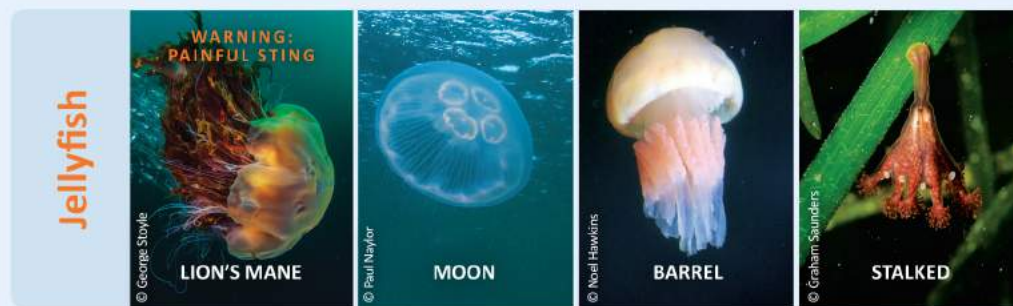 Jellyfish
WARNING:
PAINFUL STING
© George Stoyle
LION'S MANE
© Paul Naylor
MOON
© Noel Hawkins
BARREL
© Graham Saunders
STALKED